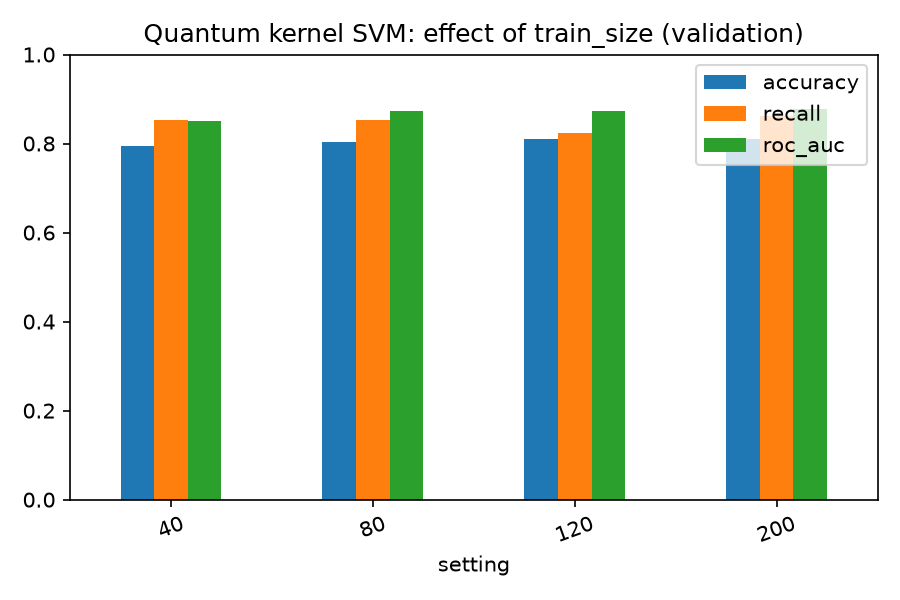 Quantum kernel SVM: effect of train_size (validation)
1.0
0.8
0.6
0.4
0.2
0.0
accuracy
recall
roc_auc
40
80
120
200
setting